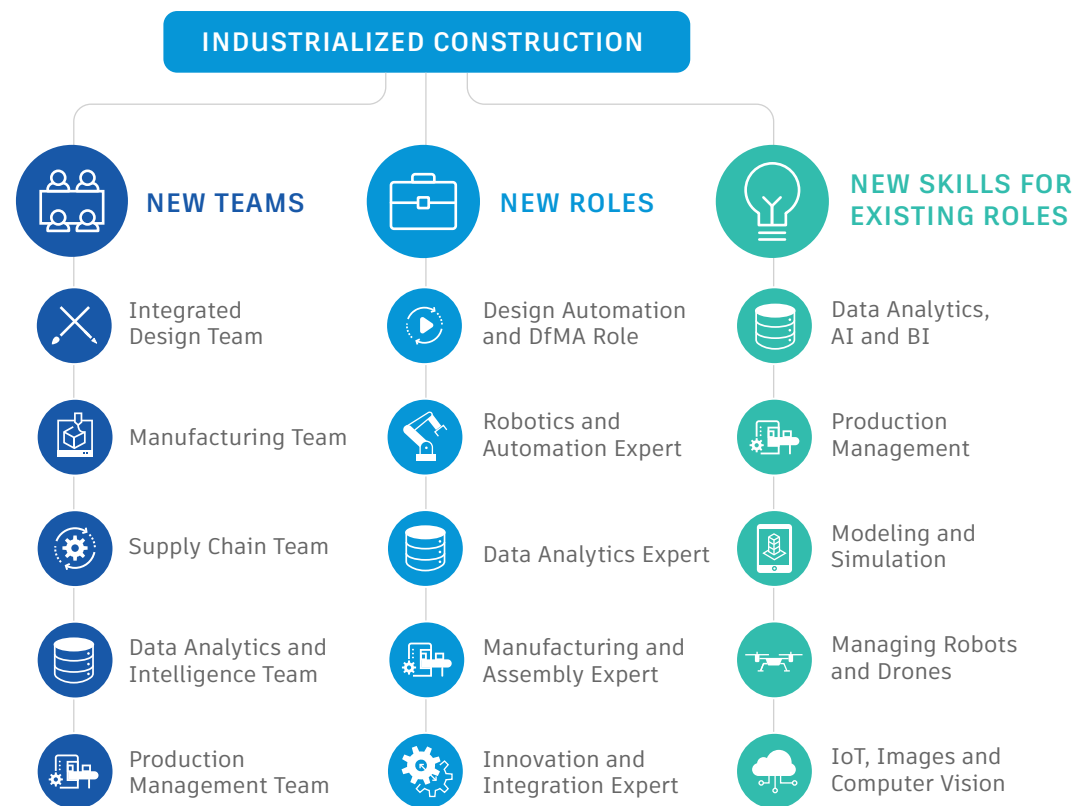 INDUSTRIALIZED CONSTRUCTION
NEW TEAMS
Integrated
Design Team
Manufacturing Team
Supply Chain Team
Data Analytics and
Intelligence Team
Production
Management Team
NEW ROLES
Design Automation
and DfMA Role
Robotics and
Automation Expert
Data Analytics Expert
Manufacturing and
Assembly Expert
Innovation and
Integration Expert
NEW SKILLS FOR
EXISTING ROLES
Data Analytics,
AI and BI
Production
Management
Modeling and
Simulation
Managing Robots
and Drones
IoT, Images and
Computer Vision